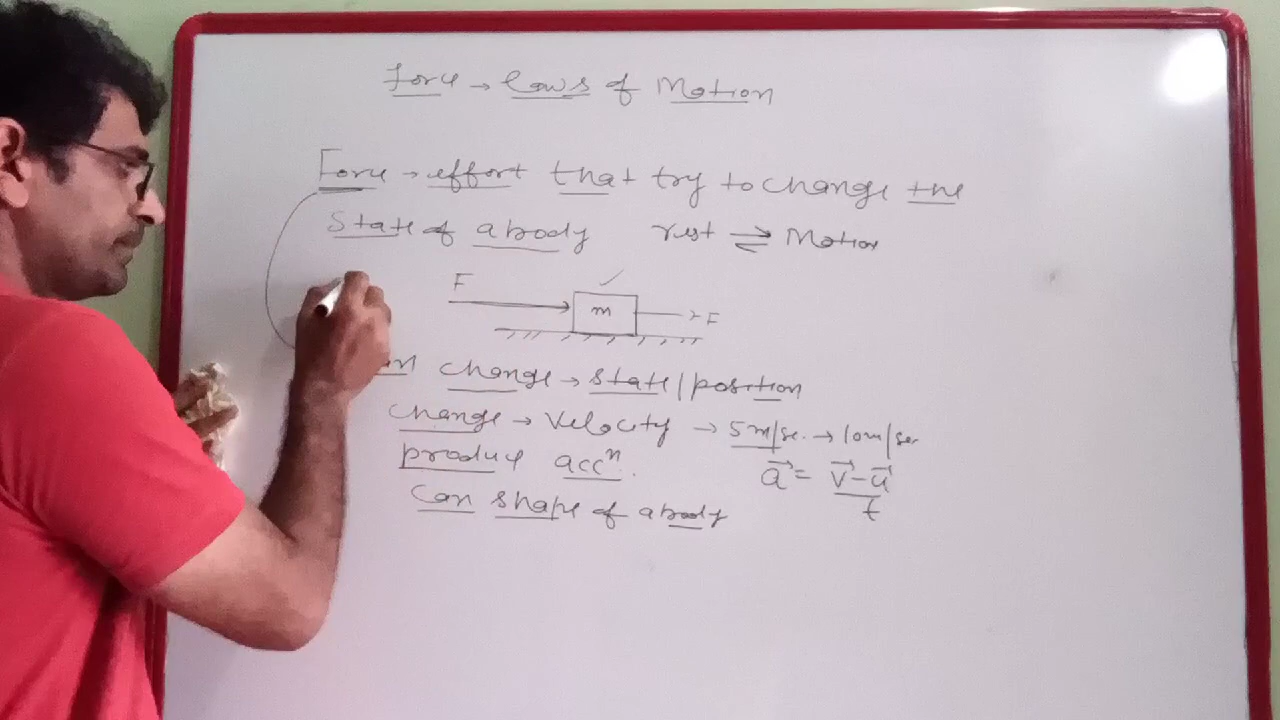 Force → laws of Motion
Force → effort that try to change the
State of a body rest ⇌ Motion
F
m → F
change → state/position
change → Velocity → 5m/sec. → 10m/sec
produce accⁿ.
a⃗ = v⃗ - u⃗
t
Can shape of a body